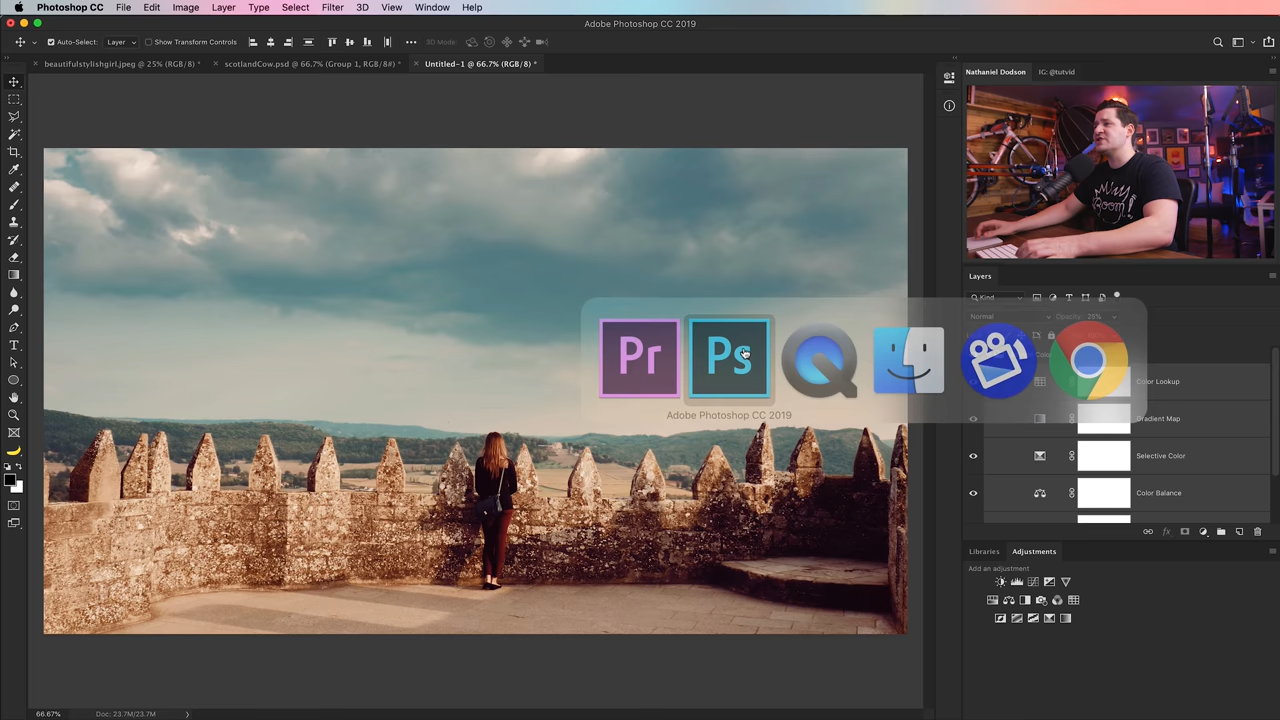 Photoshop CC File Edit Image Layer Type Select Filter 3D View Window Help
Adobe Photoshop CC 2019
Auto-Select: Layer Show Transform Controls 3D Mode:
beautifulstylishgirl.jpeg @ 25% (RGB/8) * scotlandCow.psd @ 66.7% (Group 1, RGB/8#) * Untitled-1 @ 66.7% (RGB/8) *
Nathaniel Dodson IG: @tutvid
Layers
Kind
Normal Opacity: 25%
Pr Ps
Adobe Photoshop CC 2019
Color Lookup
Gradient Map
Selective Color
Color Balance
fx
Libraries Adjustments
Add an adjustment
66.67% Doc: 23.7M/23.7M